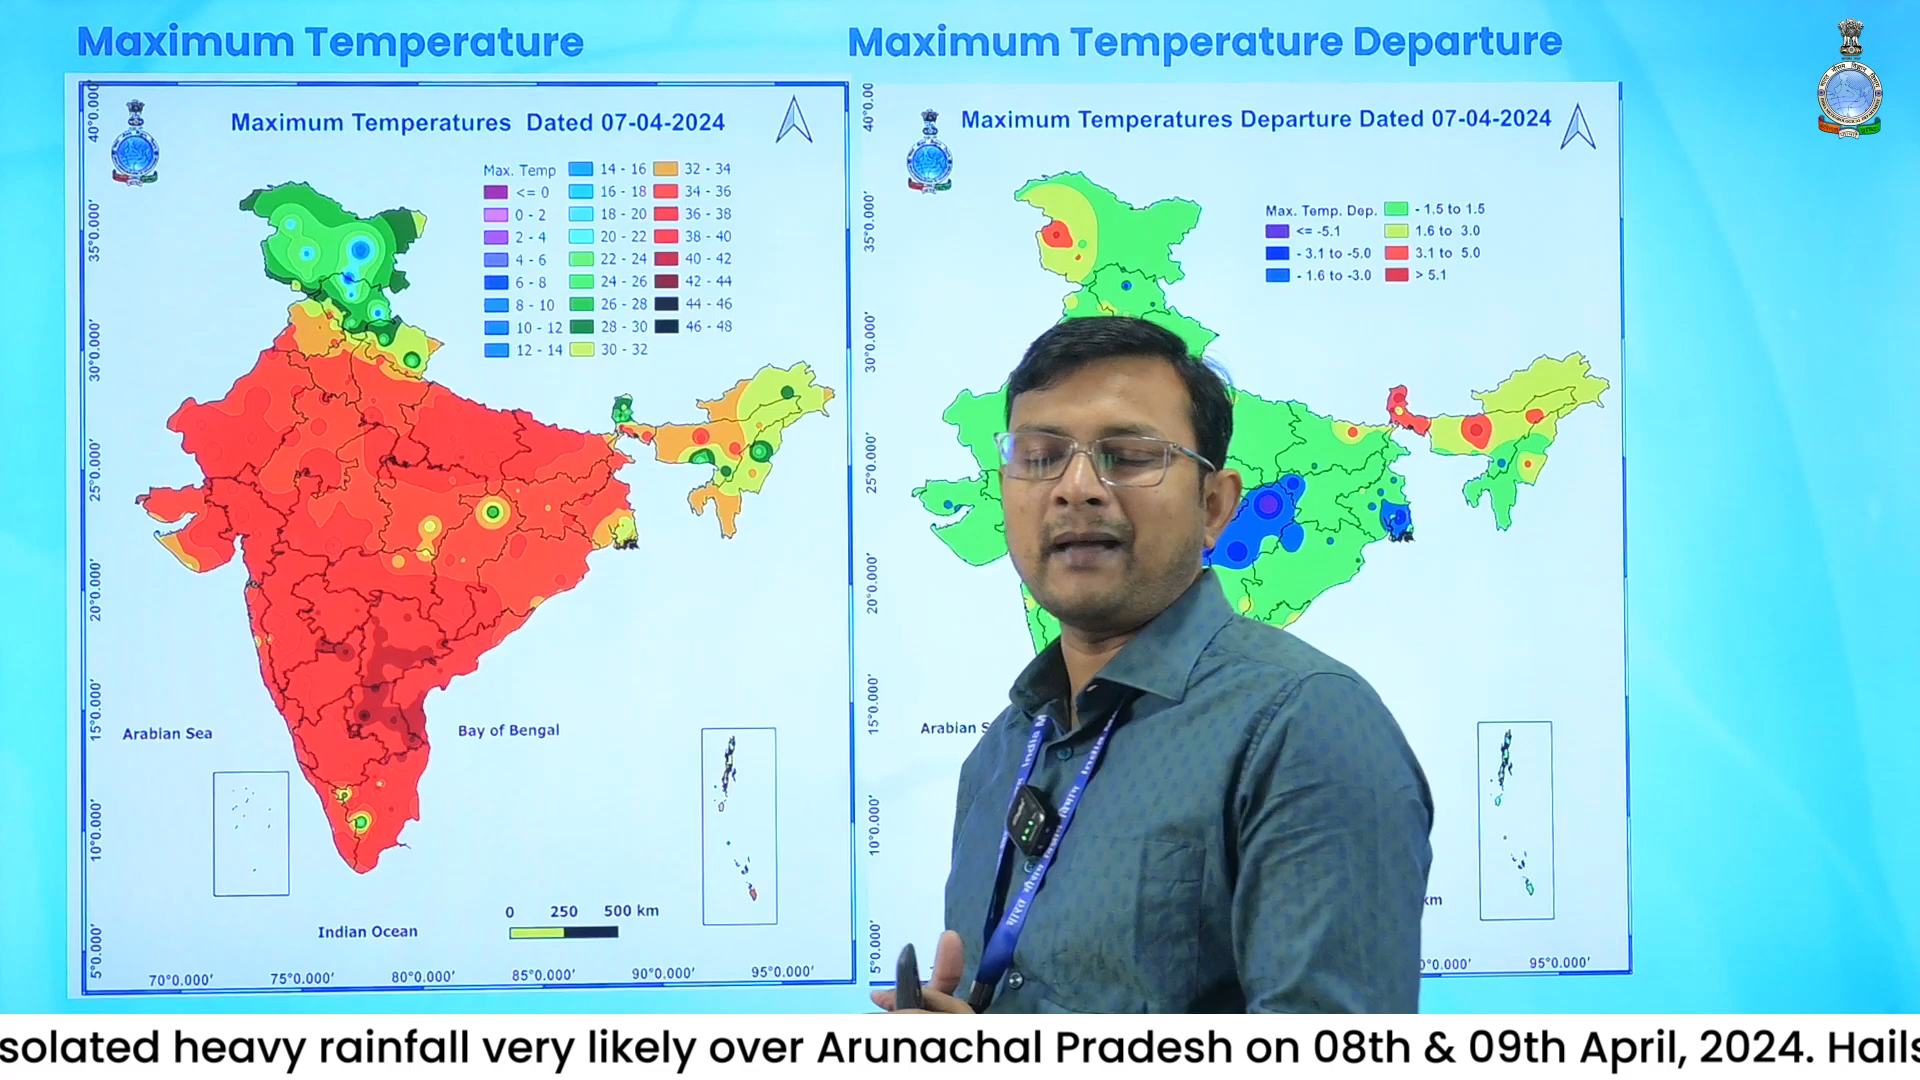 Maximum Temperature
Maximum Temperature Departure
Maximum Temperatures Dated 07-04-2024
Max. Temp
<= 0
0 - 2
2 - 4
4 - 6
6 - 8
8 - 10
10 - 12
12 - 14
14 - 16
16 - 18
18 - 20
20 - 22
22 - 24
24 - 26
26 - 28
28 - 30
30 - 32
32 - 34
34 - 36
36 - 38
38 - 40
40 - 42
42 - 44
44 - 46
46 - 48
40°0.000'
35°0.000'
30°0.000'
25°0.000'
20°0.000'
15°0.000'
10°0.000'
5°0.000'
Arabian Sea
Bay of Bengal
Indian Ocean
0 250 500 km
70°0.000' 75°0.000' 80°0.000' 85°0.000' 90°0.000' 95°0.000'
Maximum Temperatures Departure Dated 07-04-2024
Max. Temp. Dep.
<= -5.1
- 3.1 to -5.0
- 1.6 to -3.0
- 1.5 to 1.5
1.6 to 3.0
3.1 to 5.0
> 5.1
40°0.00
35°0.000'
30°0.000'
25°0.000'
20°0.000'
15°0.000'
10°0.000'
5°0.000'
Arabian S
km
0°0.000' 95°0.000'
India M
भारत मौसम विज्ञान
India
solated heavy rainfall very likely over Arunachal Pradesh on 08th & 09th April, 2024. Hails